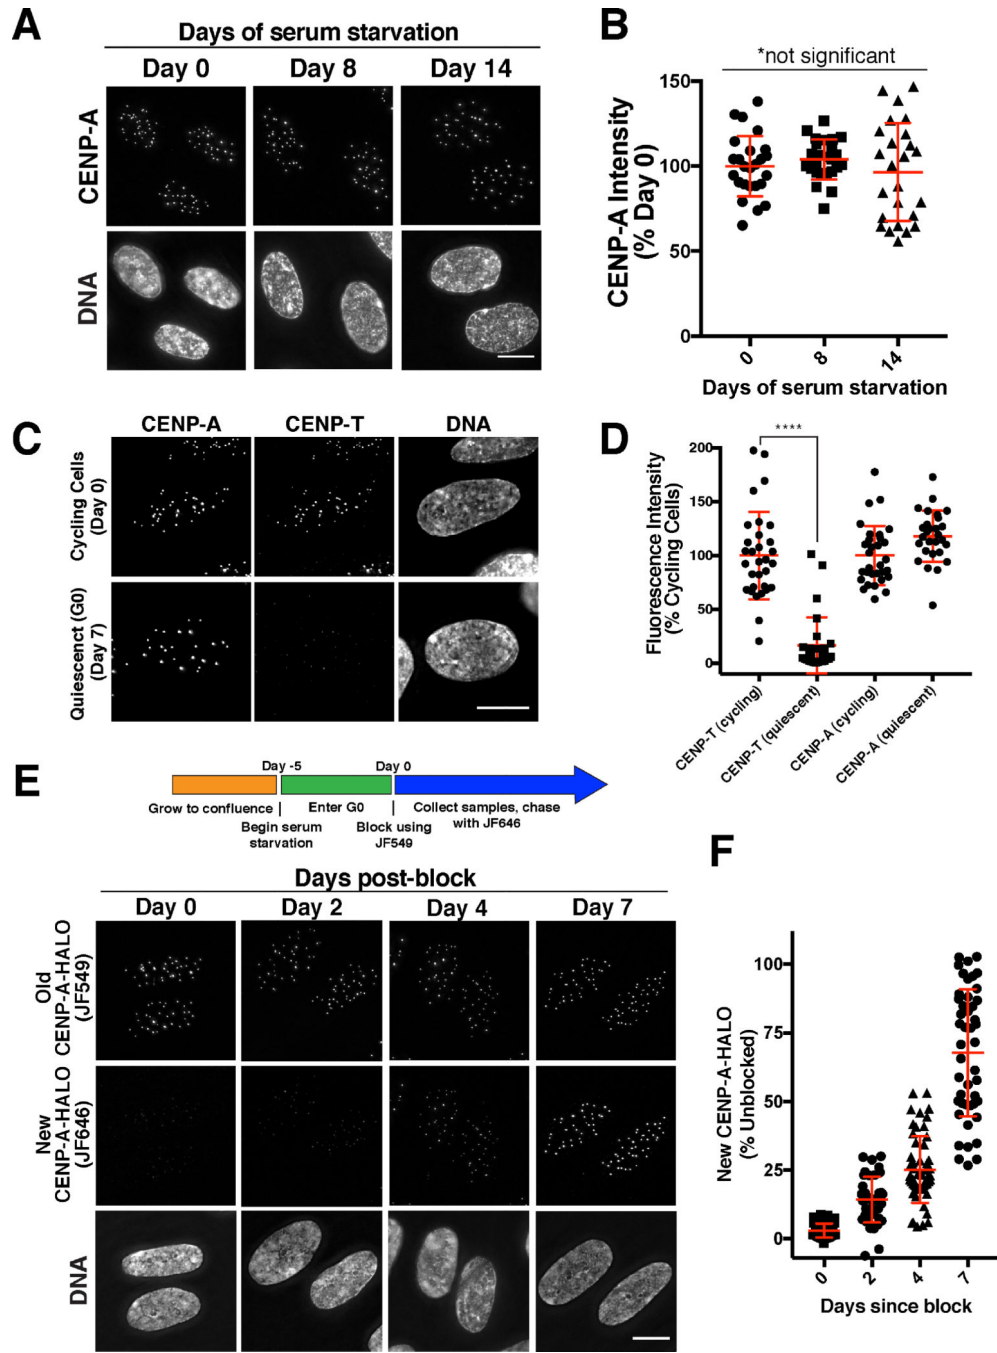 A
Days of serum starvation
Day 0
Day 8
Day 14
CENP-A
DNA
B
*not significant
150
100
50
0
CENP-A Intensity
(% Day 0)
0
8
14
Days of serum starvation
C
CENP-A
CENP-T
DNA
Cycling Cells
(Day 0)
Quiescenct (G0)
(Day 7)
D
****
200
150
100
50
0
Fluorescence Intensity
(% Cycling Cells)
CENP-T (cycling)
CENP-T (quiescent)
CENP-A (cycling)
CENP-A (quiescent)
E
Day -5
Day 0
Grow to confluence
Enter G0
Collect samples, chase
with JF646
Begin serum
starvation
Block using
JF549
Days post-block
Day 0
Day 2
Day 4
Day 7
Old
CENP-A-HALO
(JF549)
New
CENP-A-HALO
(JF646)
DNA
F
100
75
50
25
0
New CENP-A-HALO
(% Unblocked)
0
2
4
7
Days since block